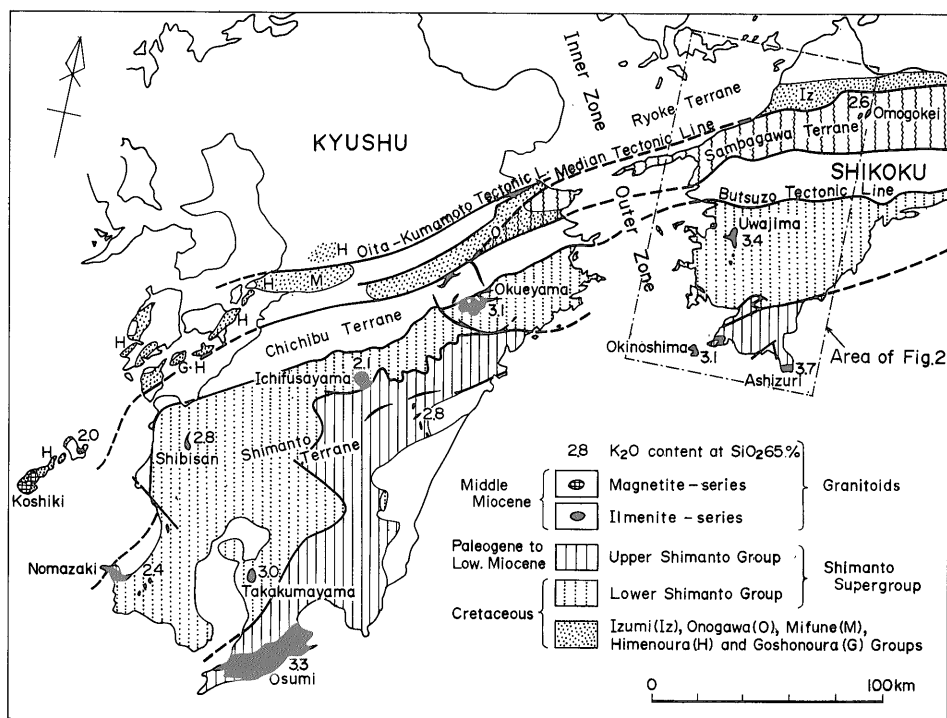 KYUSHU
SHIKOKU
Inner Zone
Outer Zone
Ryoke Terrane
Iz
2.6
Omogokei
Sambagawa Terrane
Oita-Kumamoto Tectonic L.
Median Tectonic Line
Butsuzo Tectonic Line
Uwajima
3.4
H
M
O
H
H
H
G·H
H
Chichibu Terrane
Okueyama
3.1
Okinoshima
3.1
Ashizuri
3.7
Area of Fig.2
Ichifusayama
2.1
2.8
Shibisan
2.8
Shimanto
Terrane
2.0
Koshiki
Nomazaki
2.4
3.0
Takakumayama
3.3
Osumi
2.8 K₂O content at SiO₂65.%
Middle
Miocene
Magnetite-series
Ilmenite-series
Granitoids
Paleogene to
Low. Miocene
Upper Shimanto Group
Cretaceous
Lower Shimanto Group
Shimanto
Supergroup
Izumi(Iz), Onogawa(O), Mifune(M),
Himenoura(H) and Goshonoura(G) Groups
0 100km